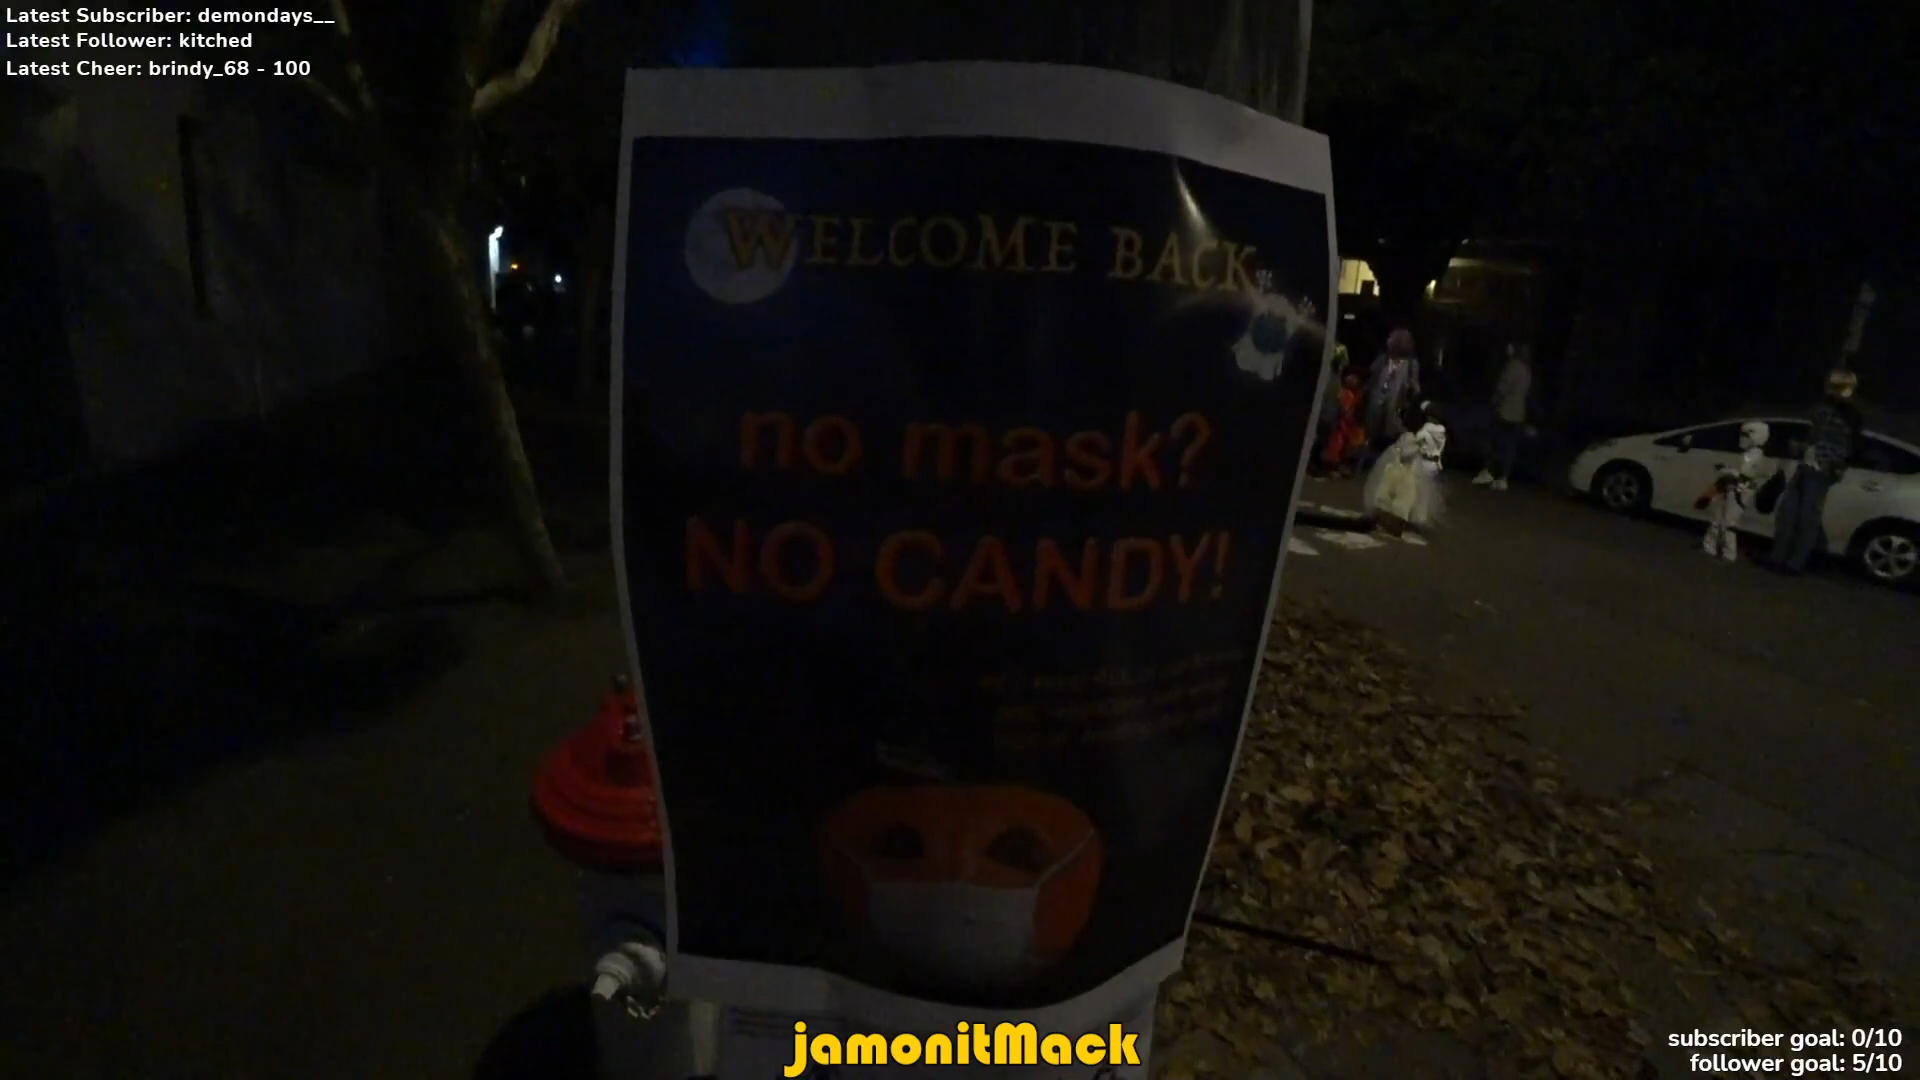 Latest Subscriber: demondays__
Latest Follower: kitched
Latest Cheer: brindy_68 - 100
WELCOME BACK
no mask?
NO CANDY!
jamonitMack
subscriber goal: 0/10
follower goal: 5/10